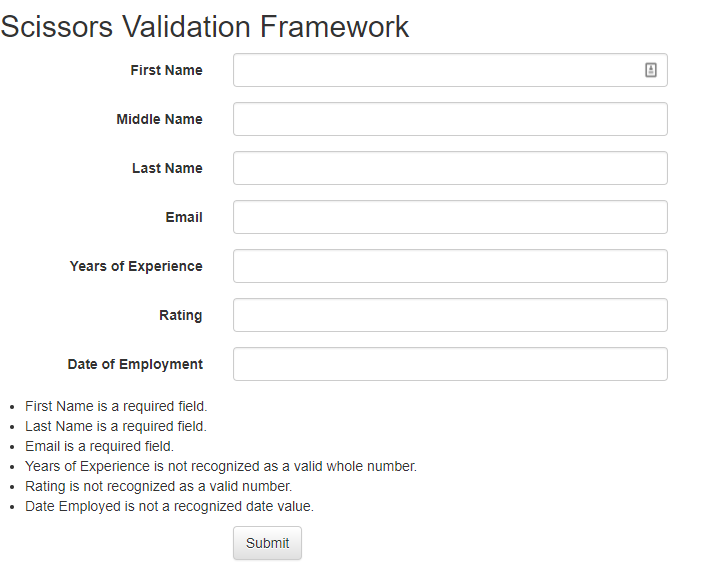 Scissors Validation Framework
First Name
Middle Name
Last Name
Email
Years of Experience
Rating
Date of Employment
• First Name is a required field.
• Last Name is a required field.
• Email is a required field.
• Years of Experience is not recognized as a valid whole number.
• Rating is not recognized as a valid number.
• Date Employed is not a recognized date value.
Submit